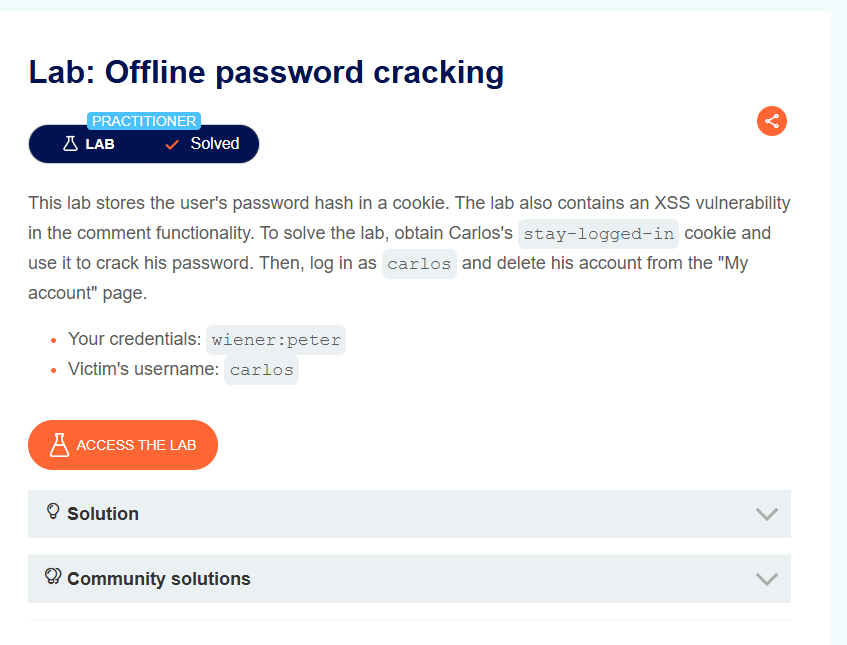 Lab: Offline password cracking
PRACTITIONER
LAB Solved
This lab stores the user's password hash in a cookie. The lab also contains an XSS vulnerability
in the comment functionality. To solve the lab, obtain Carlos's stay-logged-in cookie and
use it to crack his password. Then, log in as carlos and delete his account from the "My
account" page.
• Your credentials: wiener:peter
• Victim's username: carlos
ACCESS THE LAB
Solution
Community solutions